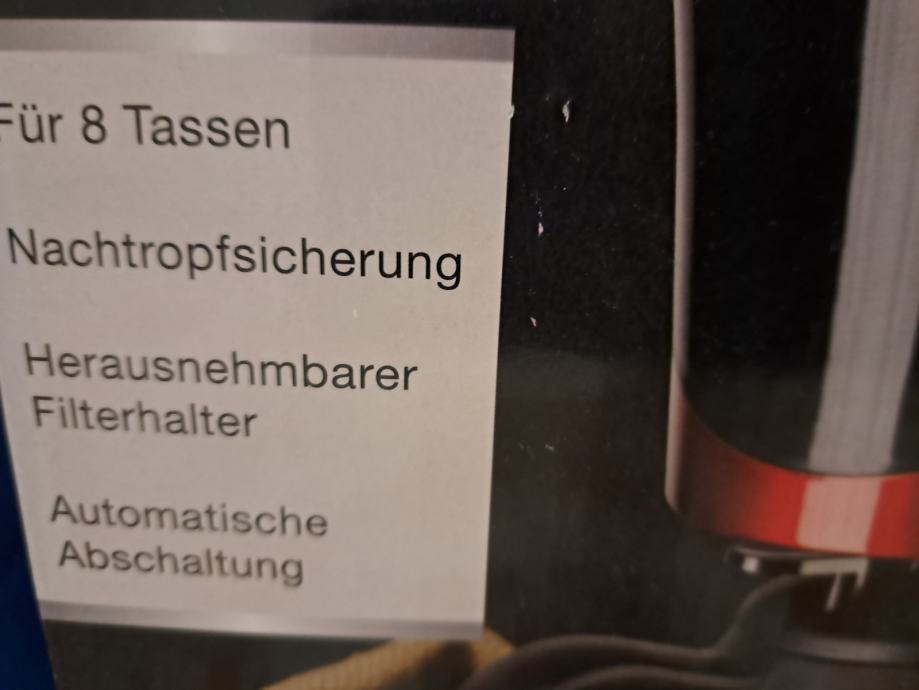 Für 8 Tassen
Nachtropfsicherung
Herausnehmbarer
Filterhalter
Automatische
Abschaltung